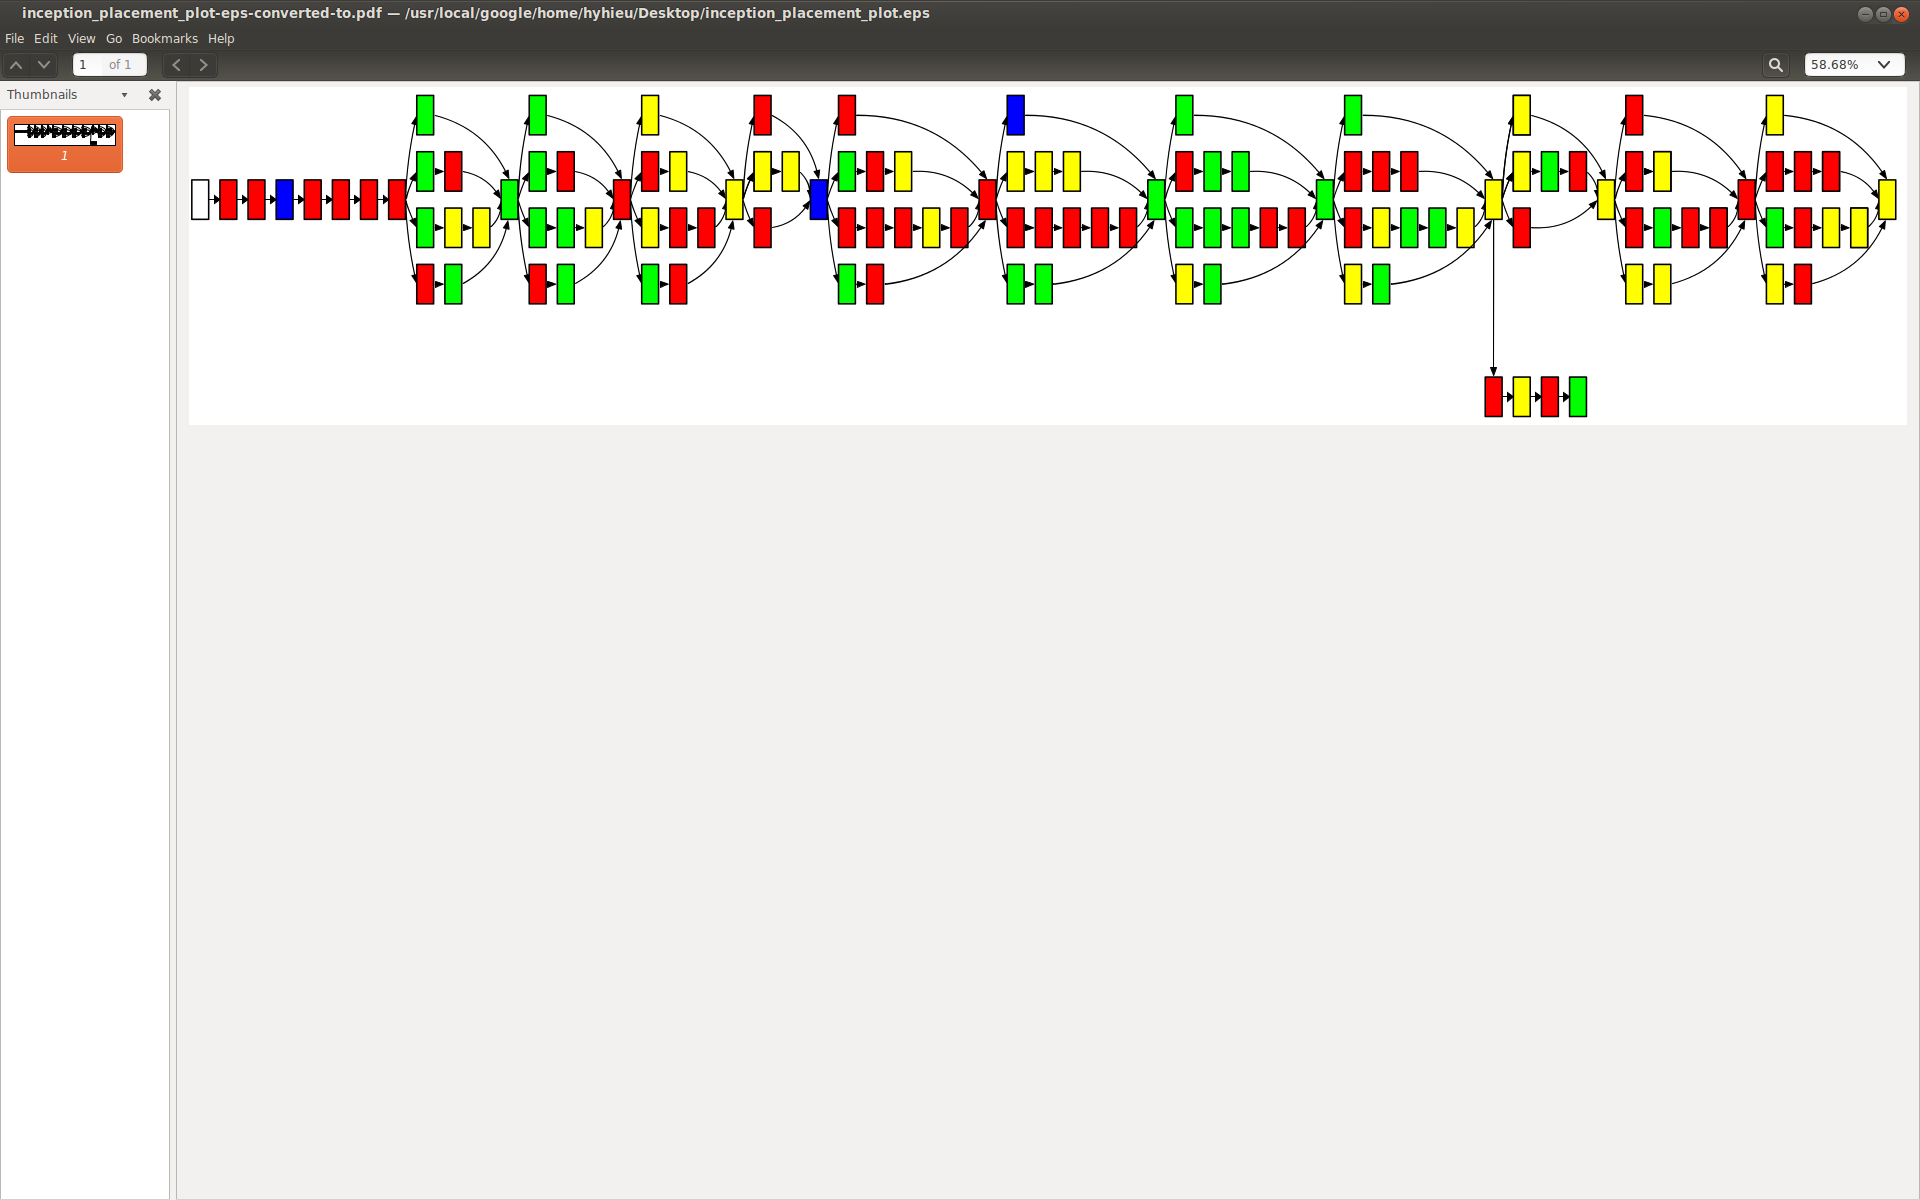 inception_placement_plot-eps-converted-to.pdf — /usr/local/google/home/hyhieu/Desktop/inception_placement_plot.eps
File Edit View Go Bookmarks Help
1 of 1
58.68%
Thumbnails
1